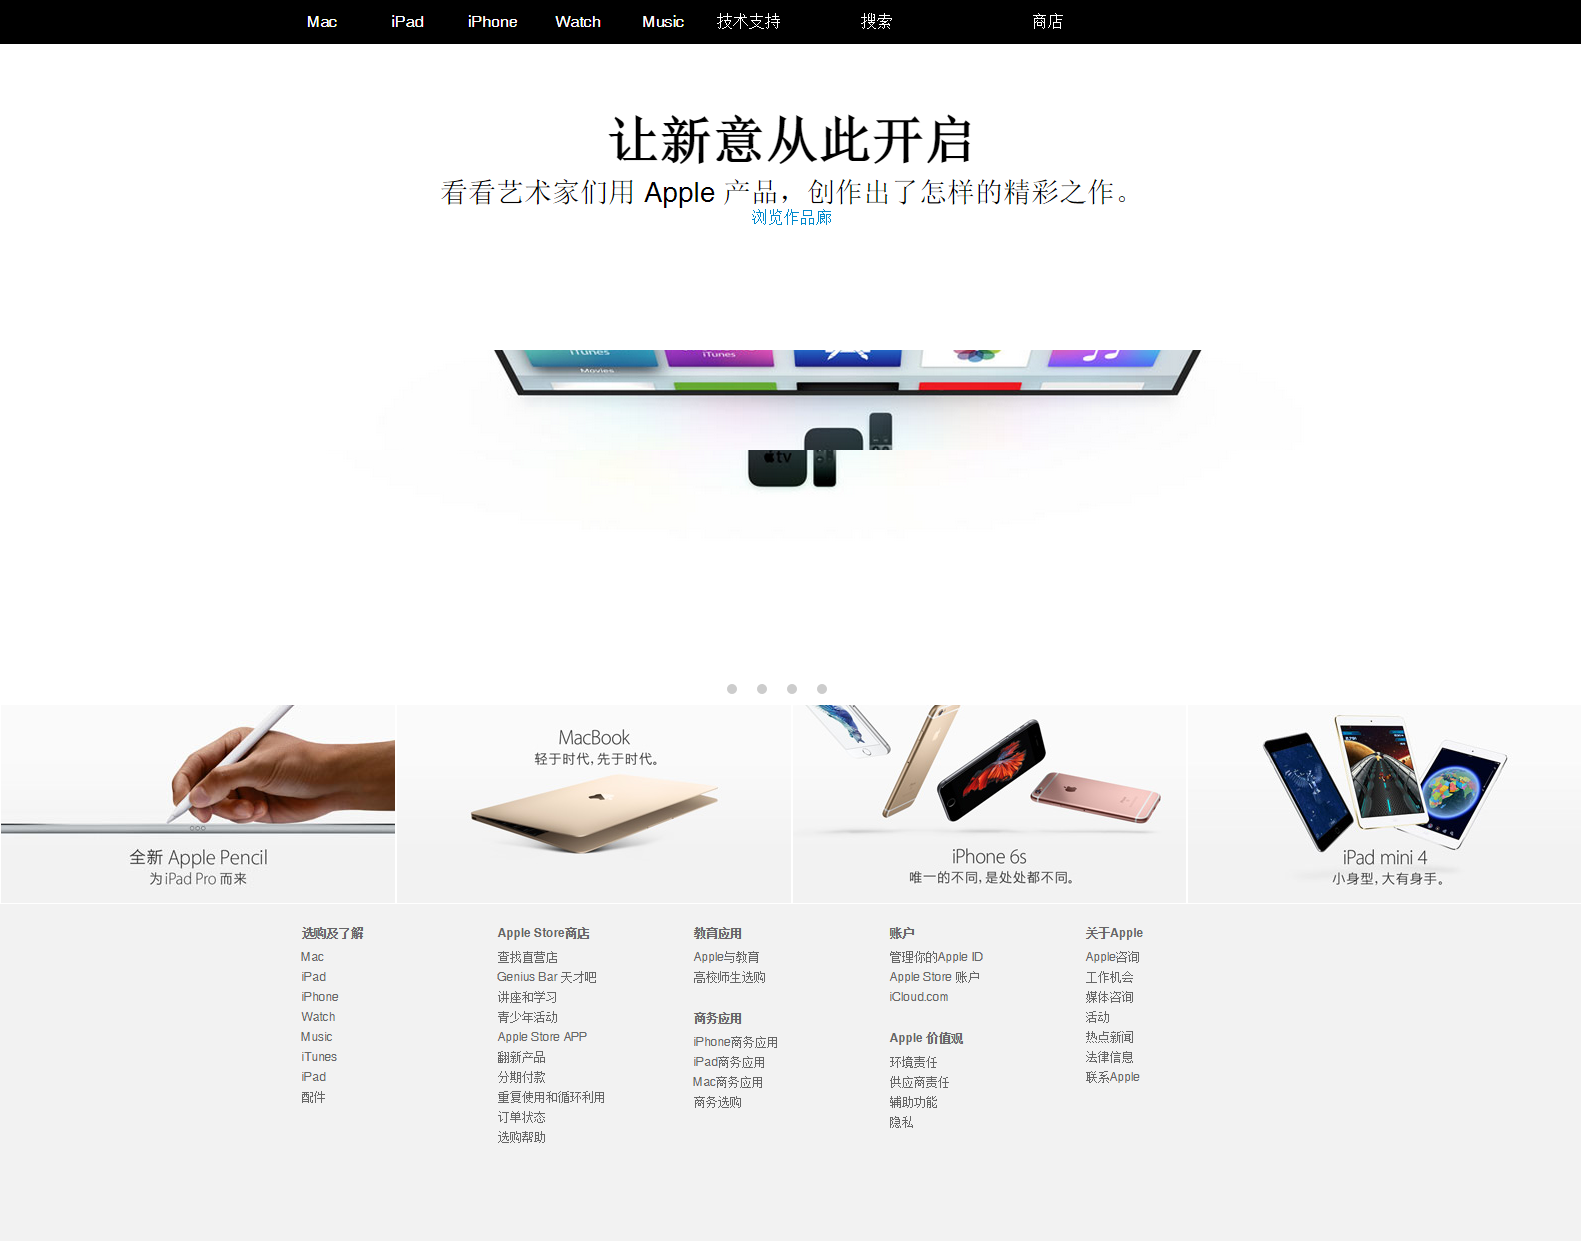 Mac iPad iPhone Watch Music 技术支持 搜索 商店
让新意从此开启
看看艺术家们用 Apple 产品，创作出了怎样的精彩之作。
浏览作品廊
iTunes
iTunes
Movies
tv
MacBook
轻于时代，先于时代。
全新 Apple Pencil
为 iPad Pro 而来
iPhone 6s
唯一的不同，是处处都不同。
iPad mini 4
小身型，大有身手。
选购及了解
Mac
iPad
iPhone
Watch
Music
iTunes
iPad
配件
Apple Store商店
查找直营店
Genius Bar 天才吧
讲座和学习
青少年活动
Apple Store APP
翻新产品
分期付款
重复使用和循环利用
订单状态
选购帮助
教育应用
Apple与教育
高校师生选购
商务应用
iPhone商务应用
iPad商务应用
Mac商务应用
商务选购
账户
管理你的Apple ID
Apple Store 账户
iCloud.com
Apple 价值观
环境责任
供应商责任
辅助功能
隐私
关于Apple
Apple咨询
工作机会
媒体咨询
活动
热点新闻
法律信息
联系Apple